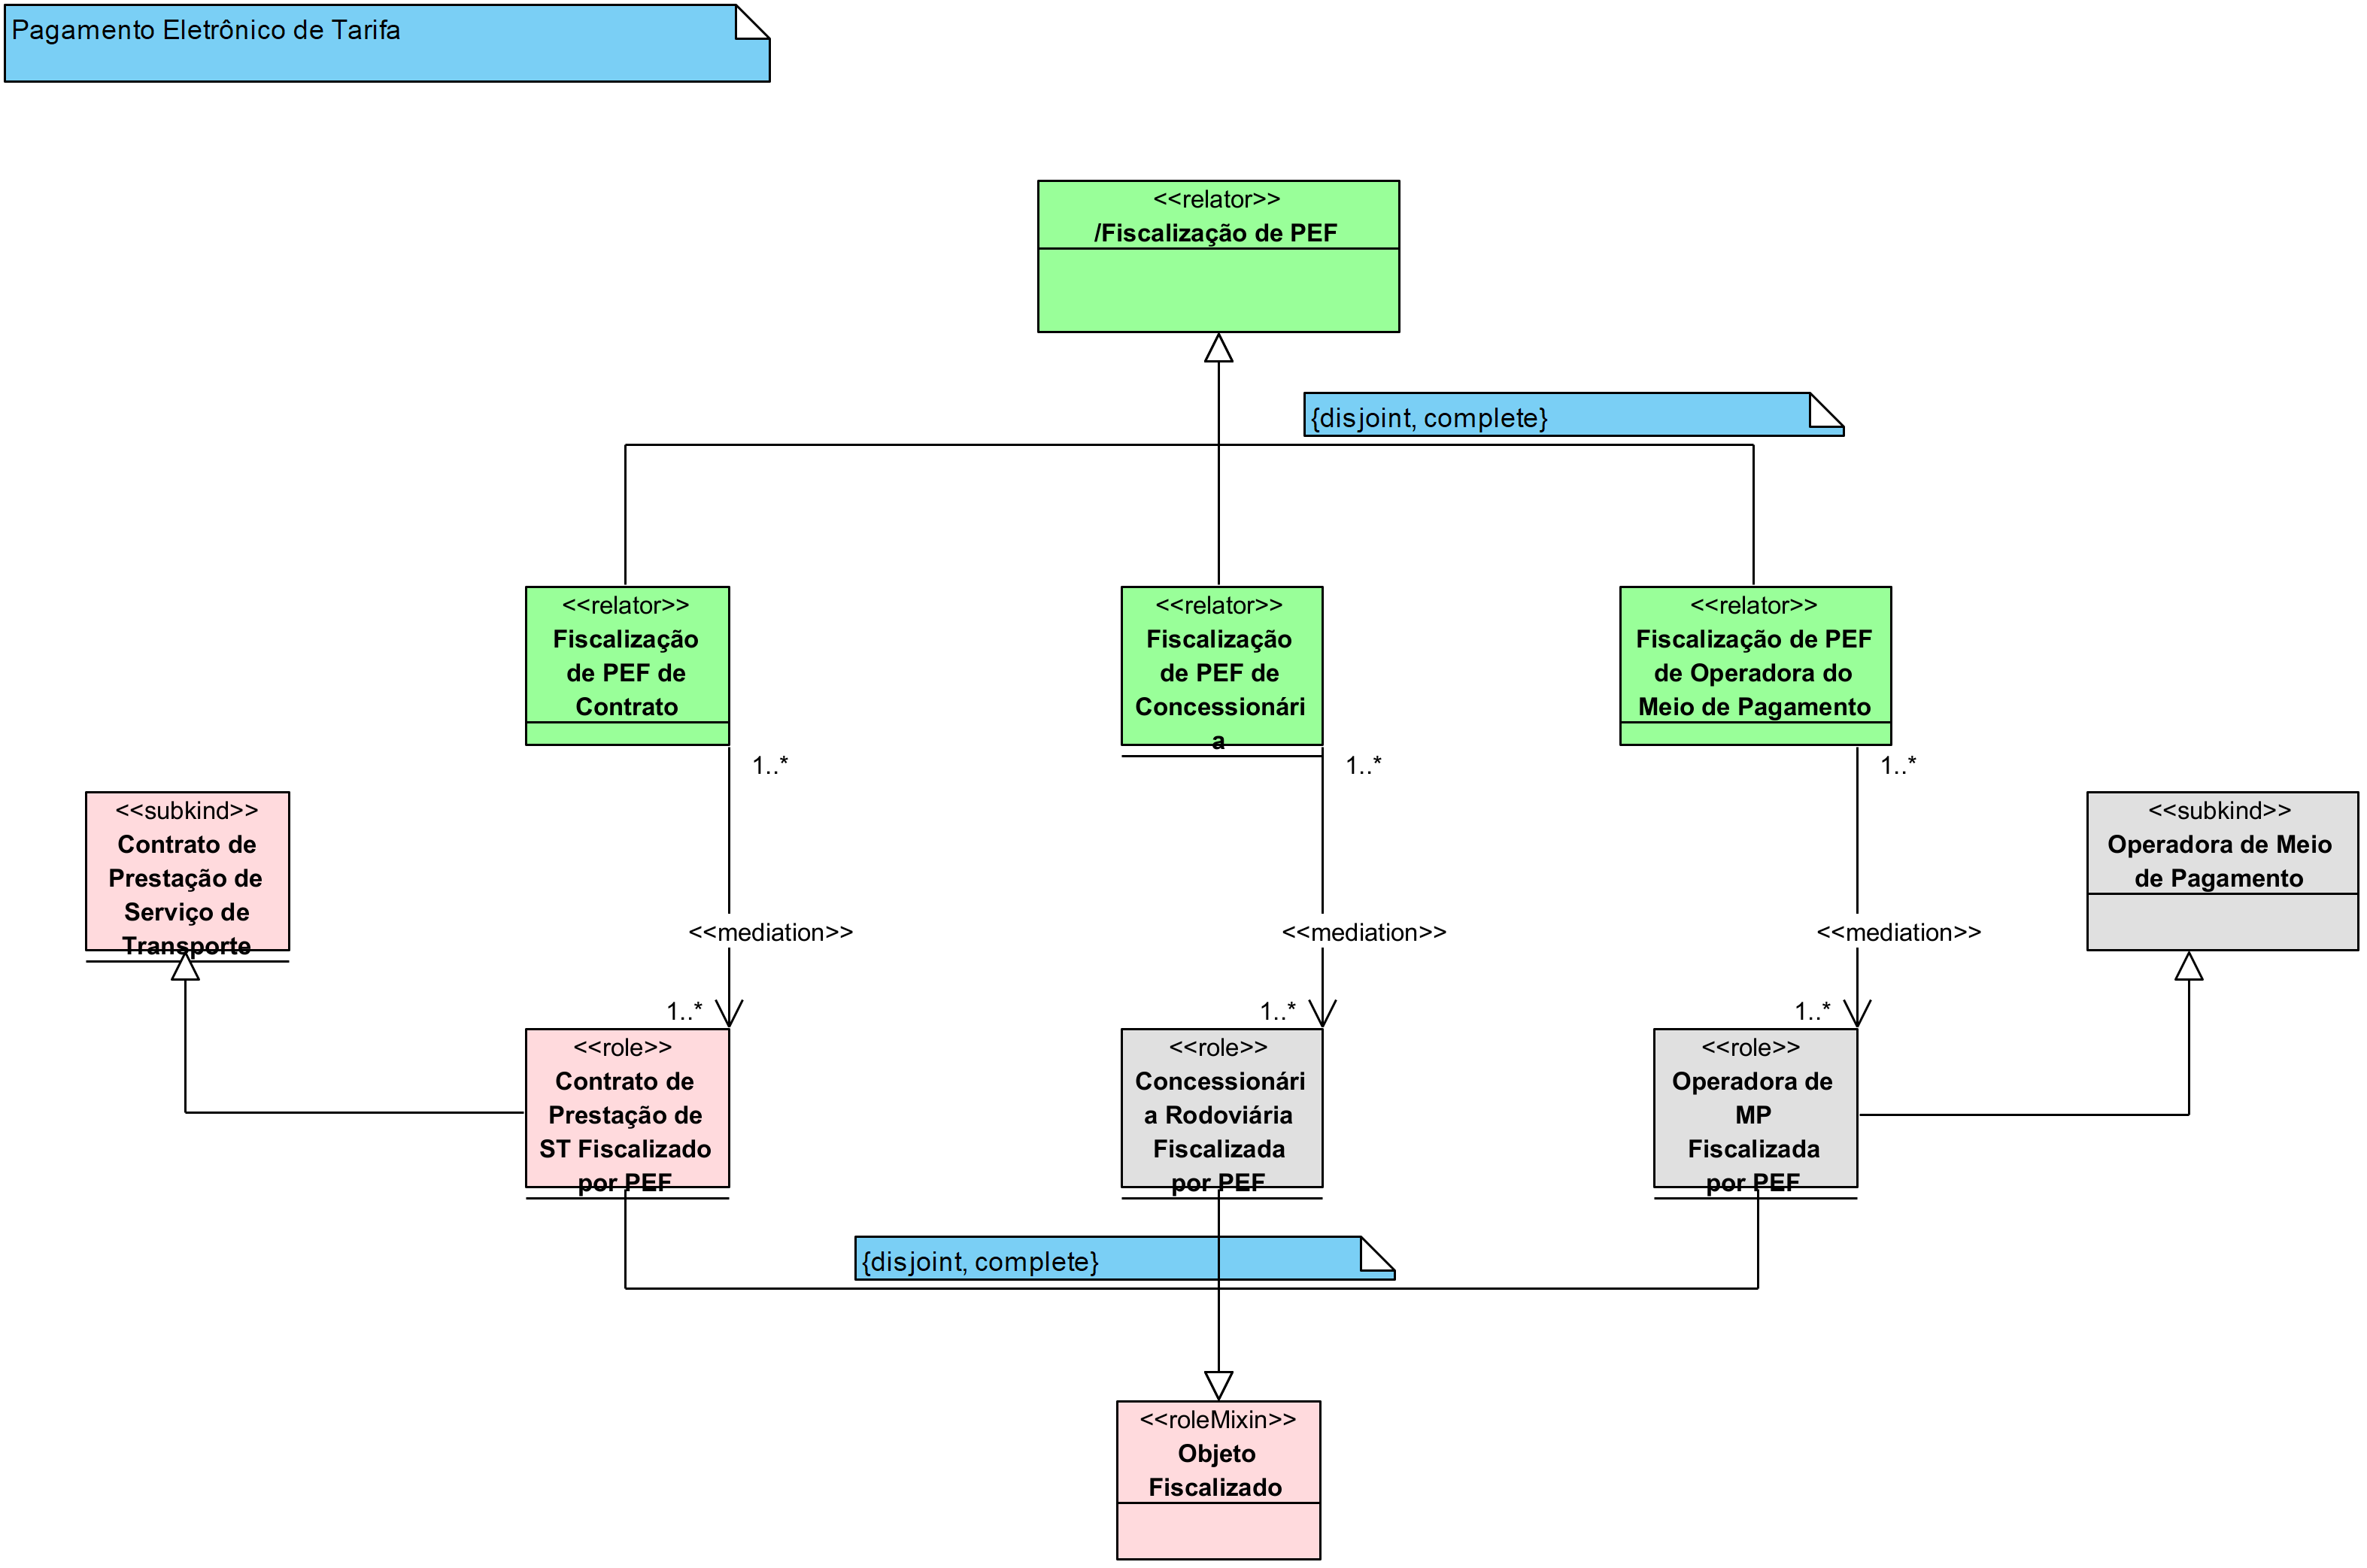 Pagamento Eletrônico de Tarifa
<<relator>>
/Fiscalização de PEF
{disjoint, complete}
<<relator>>
Fiscalização
de PEF de
Contrato
<<relator>>
Fiscalização
de PEF de
Concessionári
a
<<relator>>
Fiscalização de PEF
de Operadora do
Meio de Pagamento
1..*
1..*
1..*
<<subkind>>
Contrato de
Prestação de
Serviço de
Transporte
<<subkind>>
Operadora de Meio
de Pagamento
<<mediation>>
<<mediation>>
<<mediation>>
1..*
1..*
1..*
<<role>>
Contrato de
Prestação de
ST Fiscalizado
por PEF
<<role>>
Concessionári
a Rodoviária
Fiscalizada
por PEF
<<role>>
Operadora de
MP
Fiscalizada
por PEF
{disjoint, complete}
<<roleMixin>>
Objeto
Fiscalizado